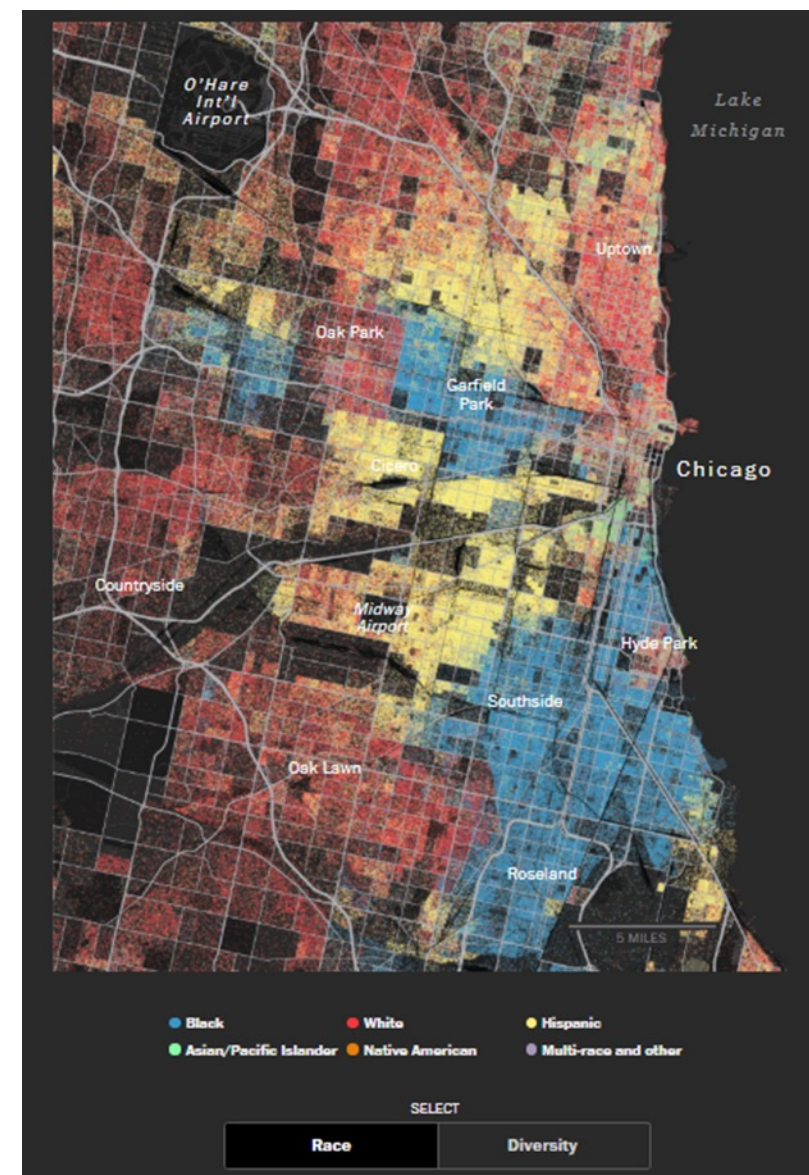 O'Hare
Int'l
Airport
Lake
Michigan
Uptown
Oak Park
Garfield
Park
Cicero
Chicago
Countryside
Midway
Airport
Hyde Park
Southside
Oak Lawn
Roseland
5 MILES
Black White Hispanic
Asian/Pacific Islander Native American Multi-race and other
SELECT
Race Diversity